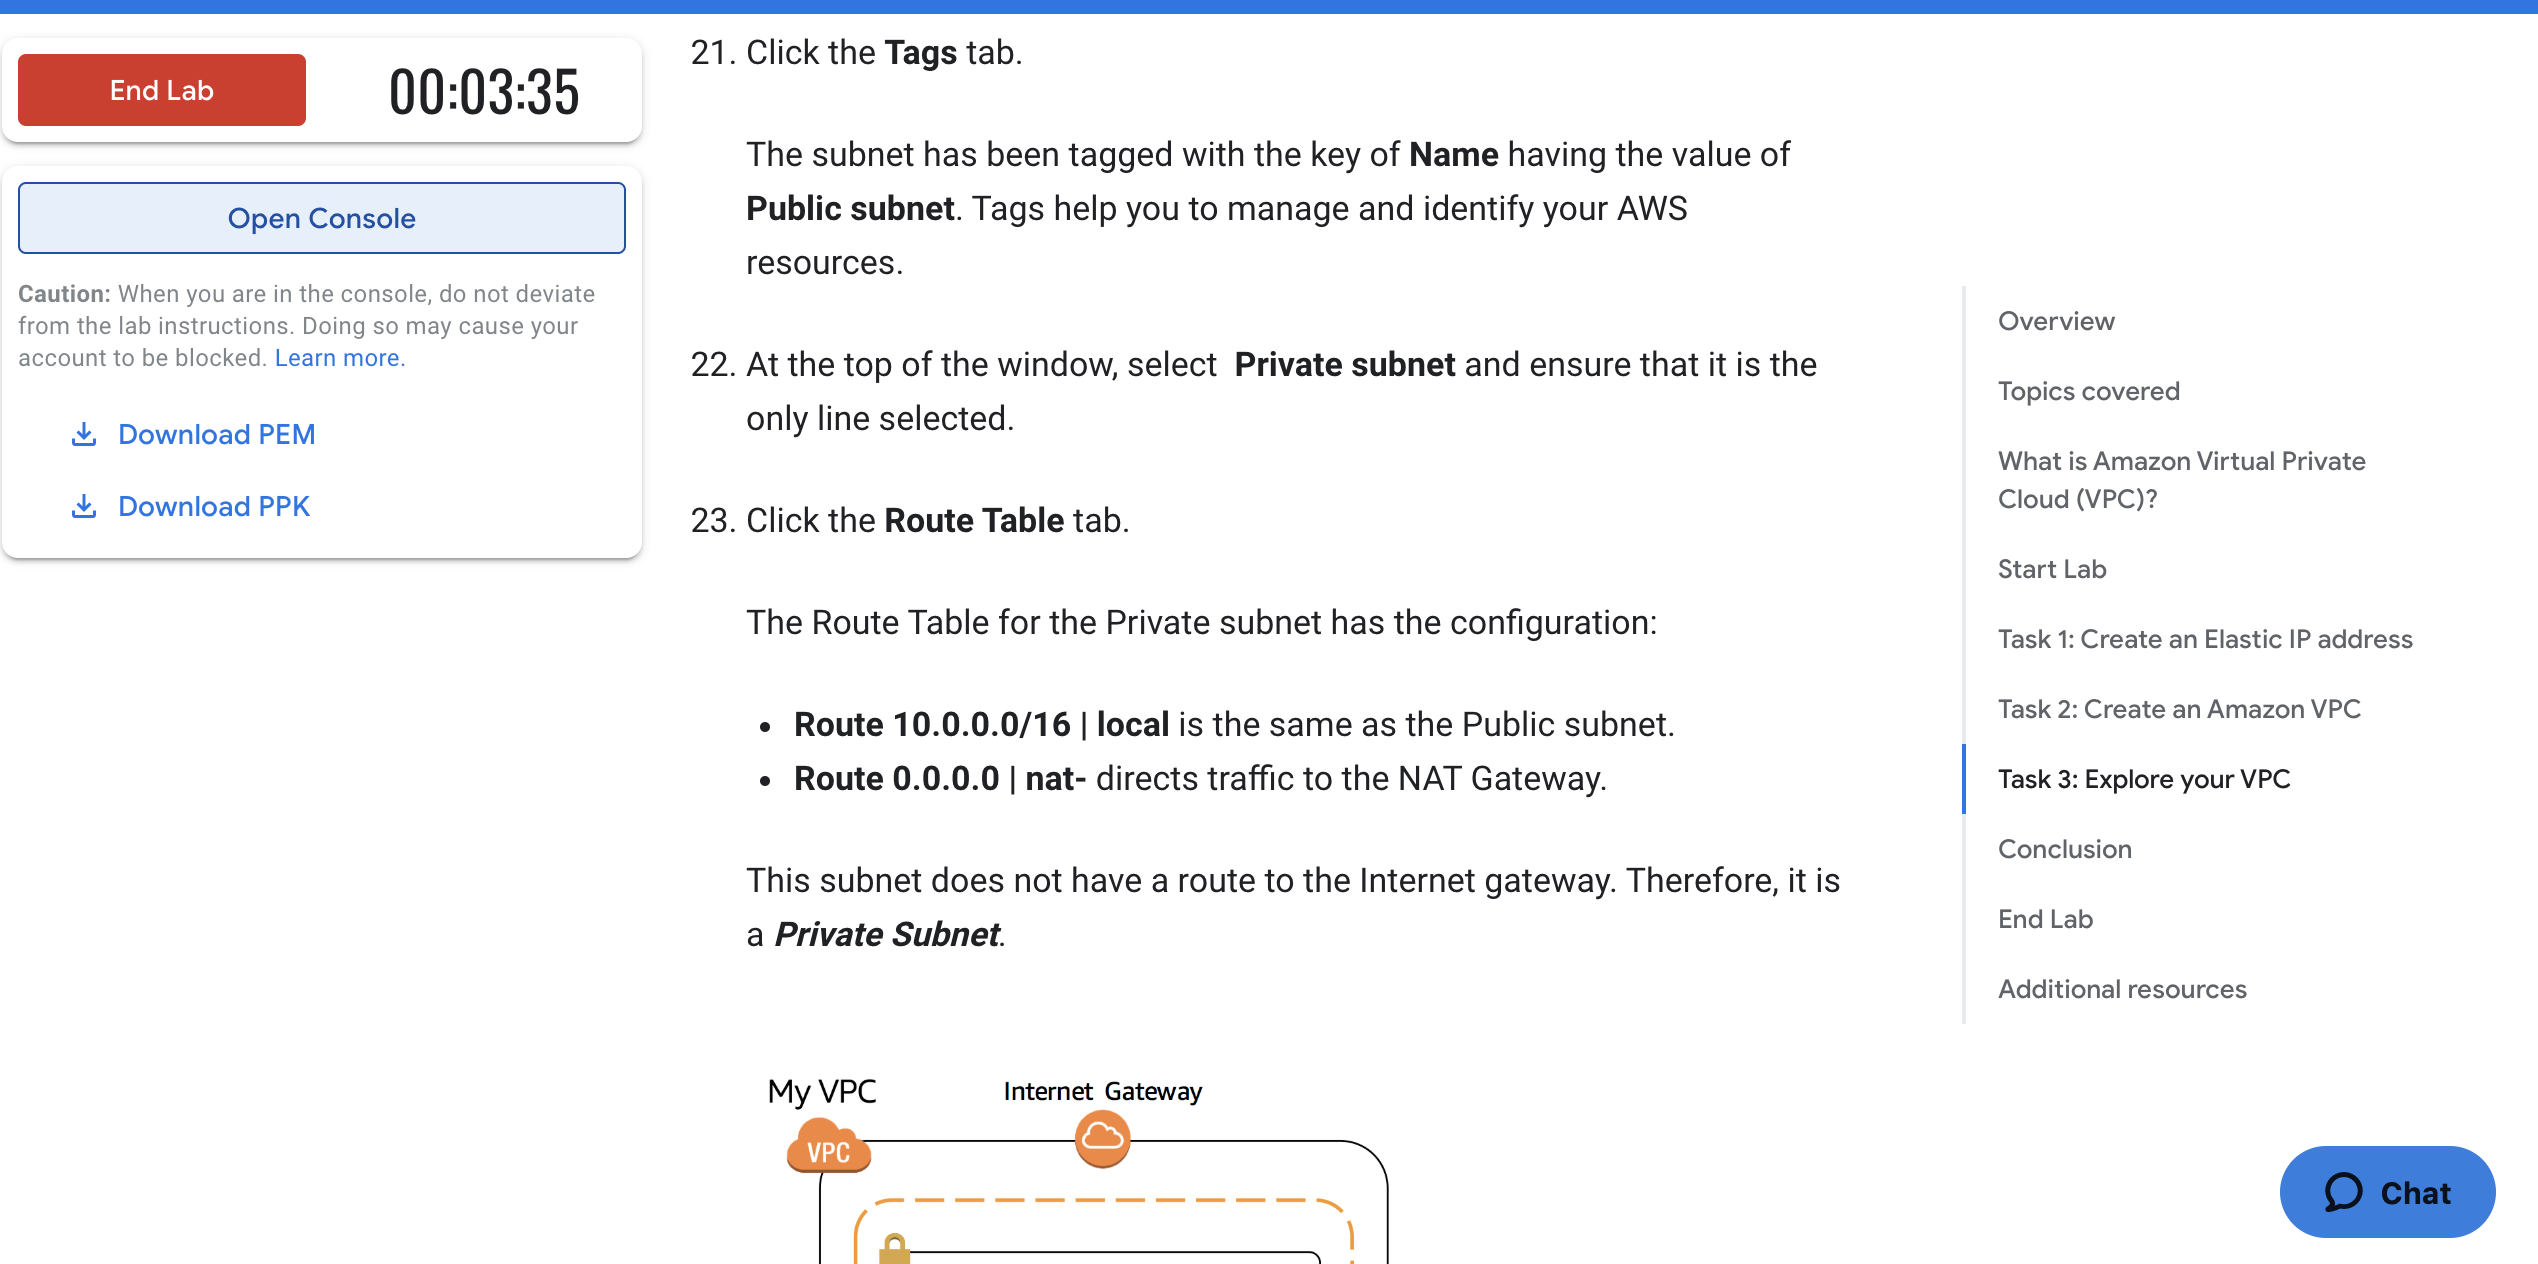 End Lab
00:03:35
Open Console
Caution: When you are in the console, do not deviate
from the lab instructions. Doing so may cause your
account to be blocked. Learn more.
Download PEM
Download PPK
21. Click the Tags tab.
The subnet has been tagged with the key of Name having the value of
Public subnet. Tags help you to manage and identify your AWS
resources.
22. At the top of the window, select Private subnet and ensure that it is the
only line selected.
23. Click the Route Table tab.
The Route Table for the Private subnet has the configuration:
• Route 10.0.0.0/16 | local is the same as the Public subnet.
• Route 0.0.0.0 | nat- directs traffic to the NAT Gateway.
This subnet does not have a route to the Internet gateway. Therefore, it is
a Private Subnet.
My VPC
Internet Gateway
VPC
Overview
Topics covered
What is Amazon Virtual Private
Cloud (VPC)?
Start Lab
Task 1: Create an Elastic IP address
Task 2: Create an Amazon VPC
Task 3: Explore your VPC
Conclusion
End Lab
Additional resources
Chat